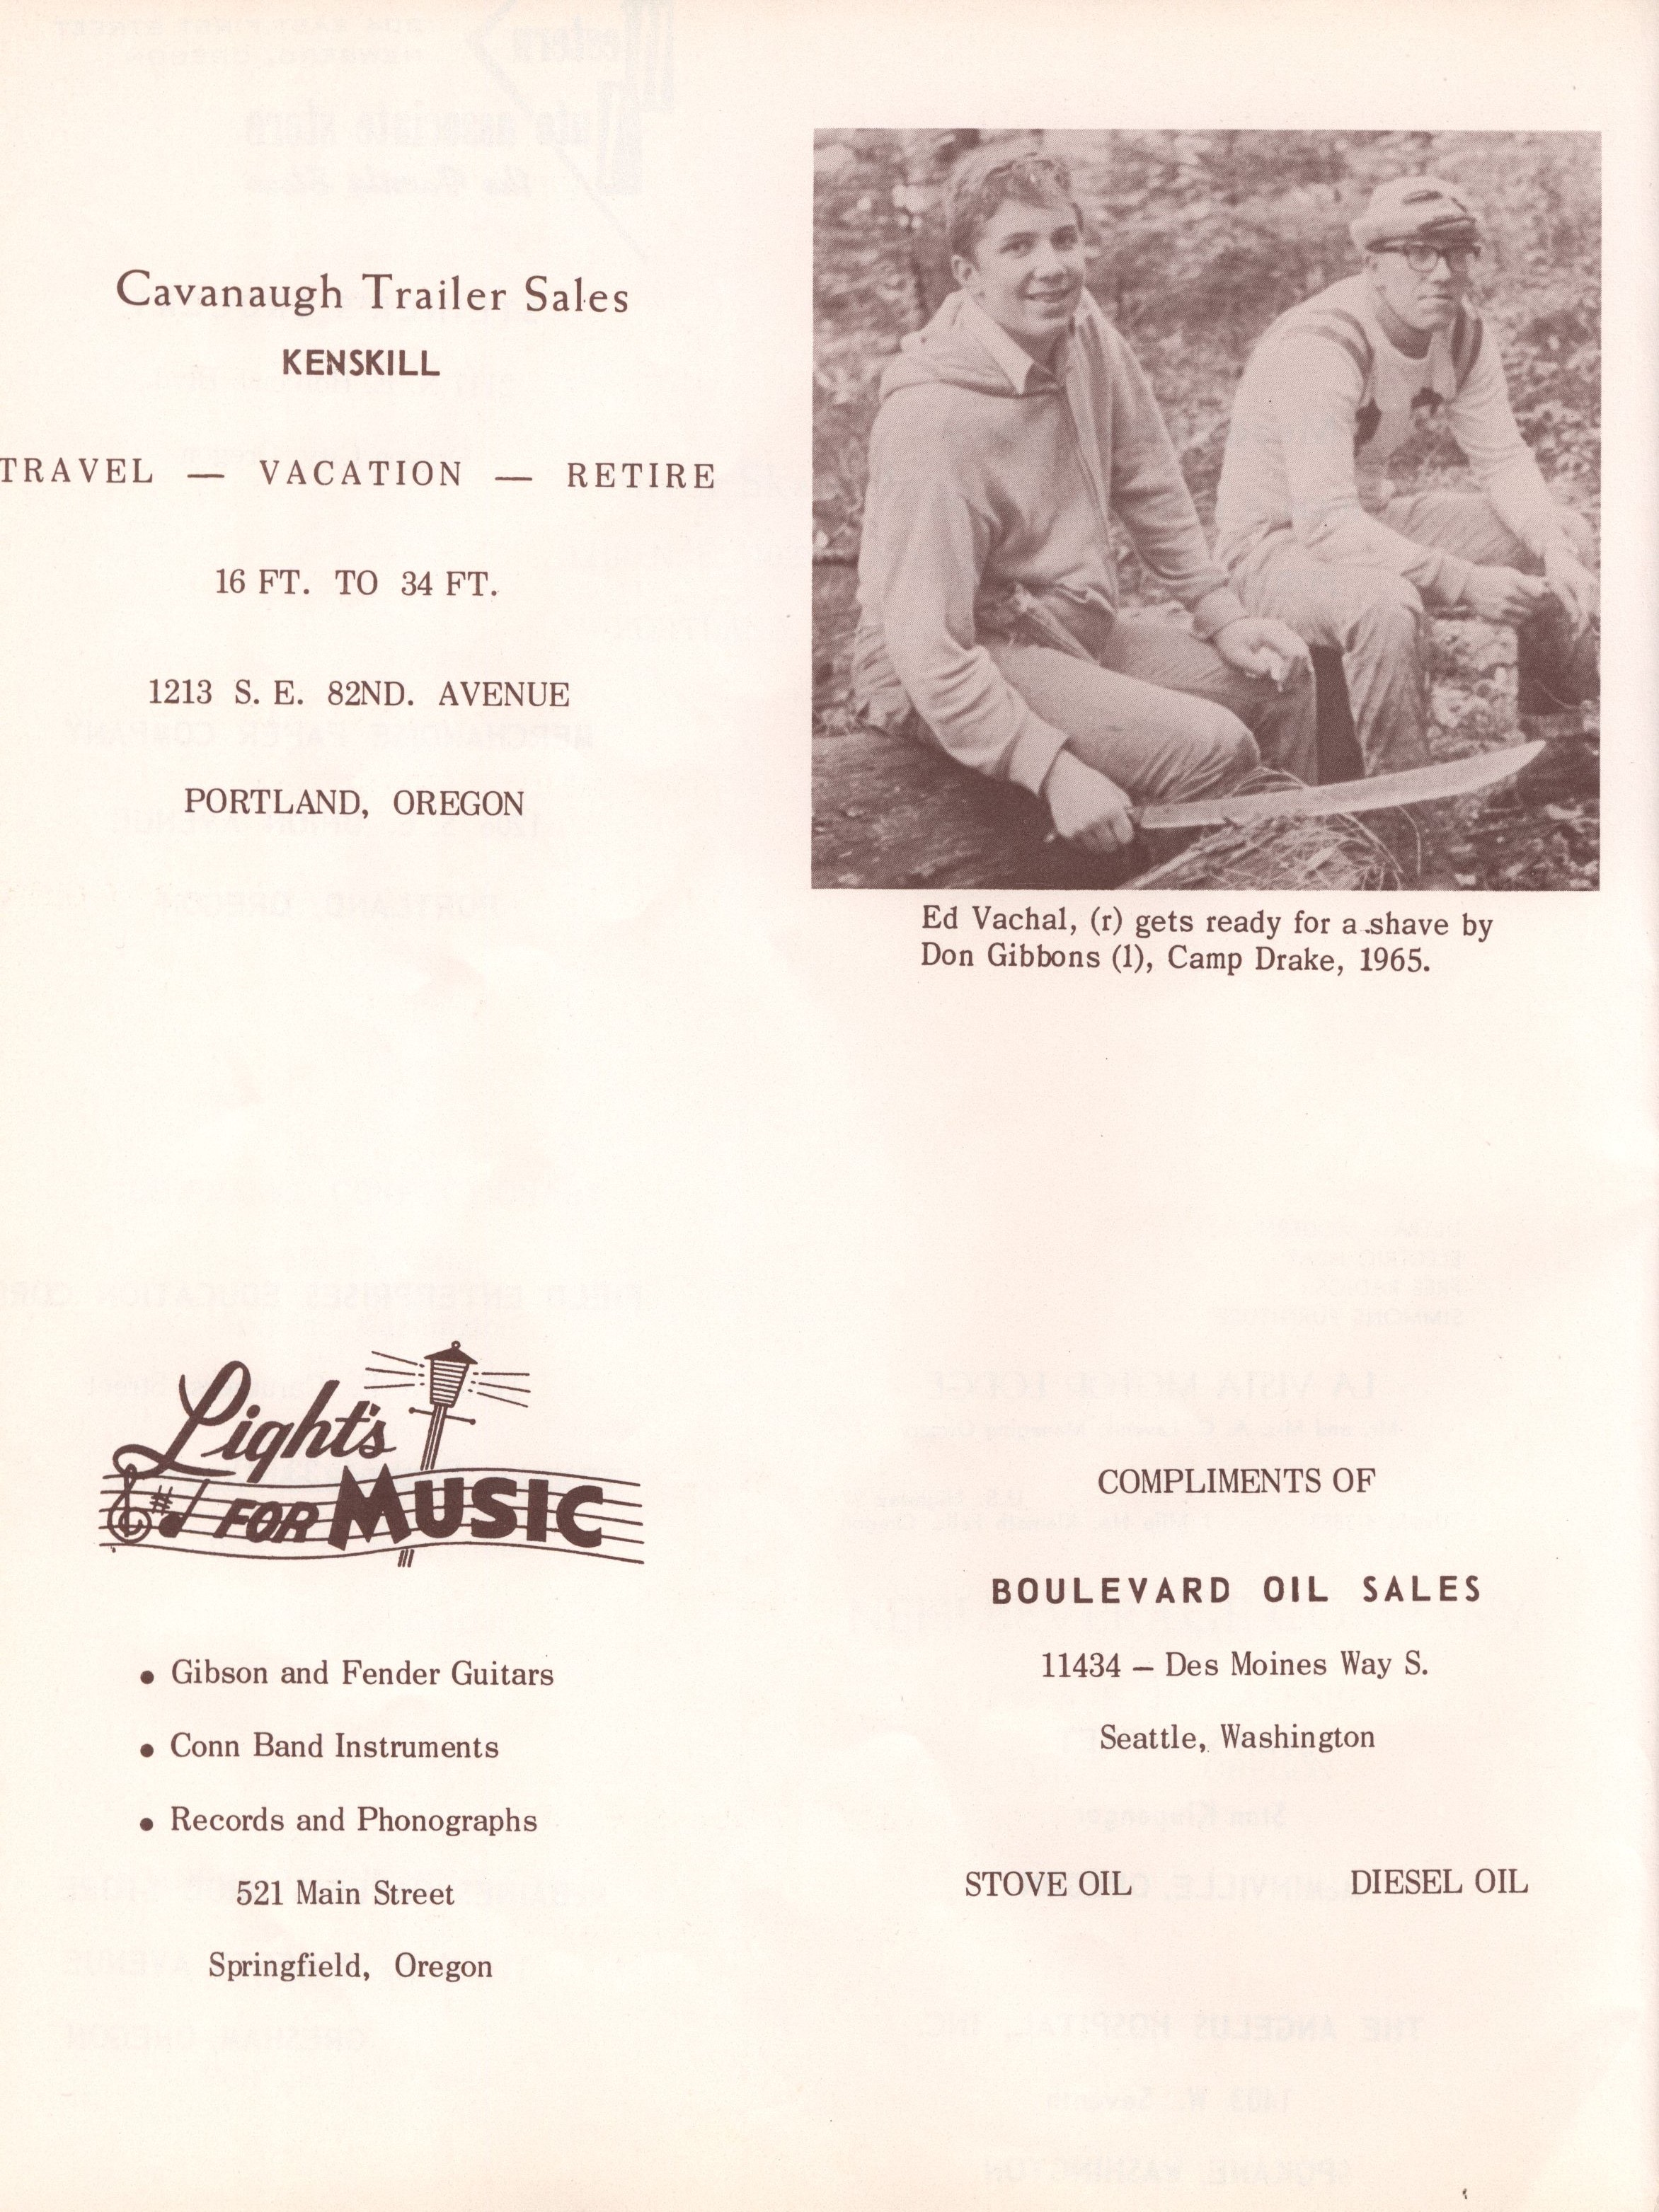 Cavanaugh Trailer Sales
KENSKILL
TRAVEL — VACATION — RETIRE
16 FT. TO 34 FT.
1213 S. E. 82ND. AVENUE
PORTLAND, OREGON
Ed Vachal, (r) gets ready for a shave by
Don Gibbons (l), Camp Drake, 1965.
Light's
FOR MUSIC
• Gibson and Fender Guitars
• Conn Band Instruments
• Records and Phonographs
521 Main Street
Springfield, Oregon
COMPLIMENTS OF
BOULEVARD OIL SALES
11434 — Des Moines Way S.
Seattle, Washington
STOVE OIL DIESEL OIL